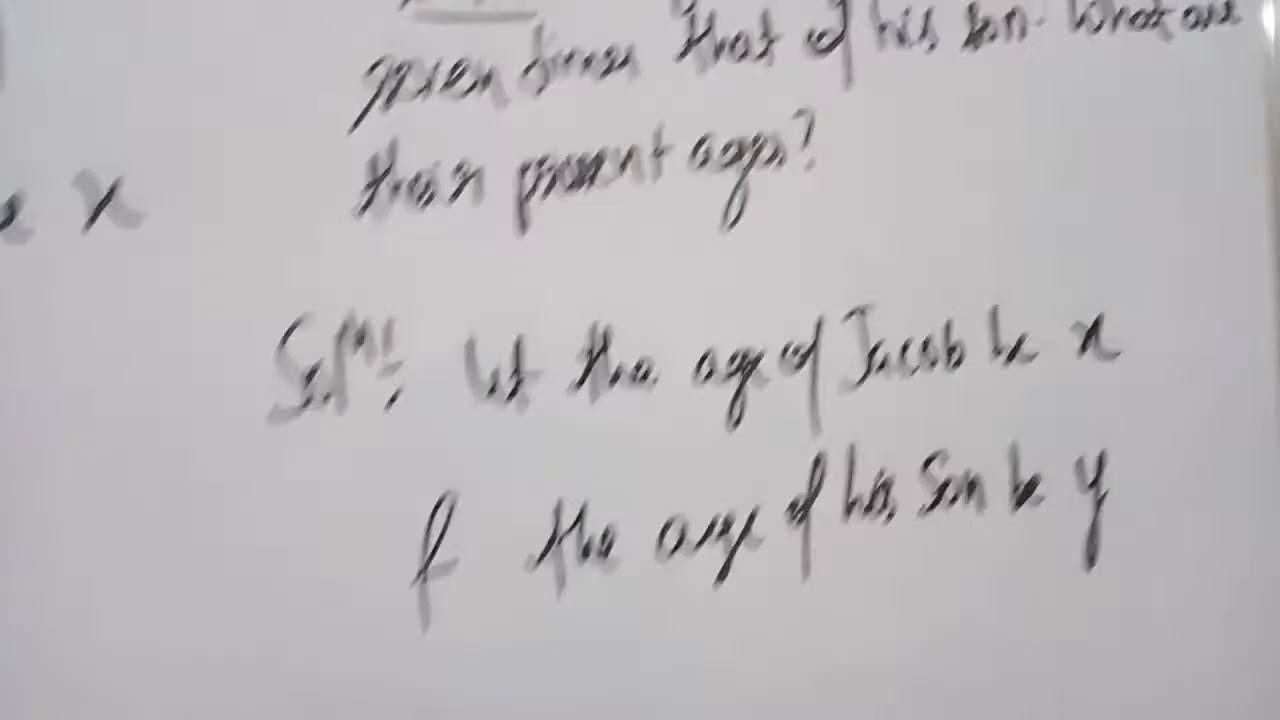 seven times that of his son. What are
their present ages?
x
Solⁿ: let the age of Jacob be x
& the age of his son be y